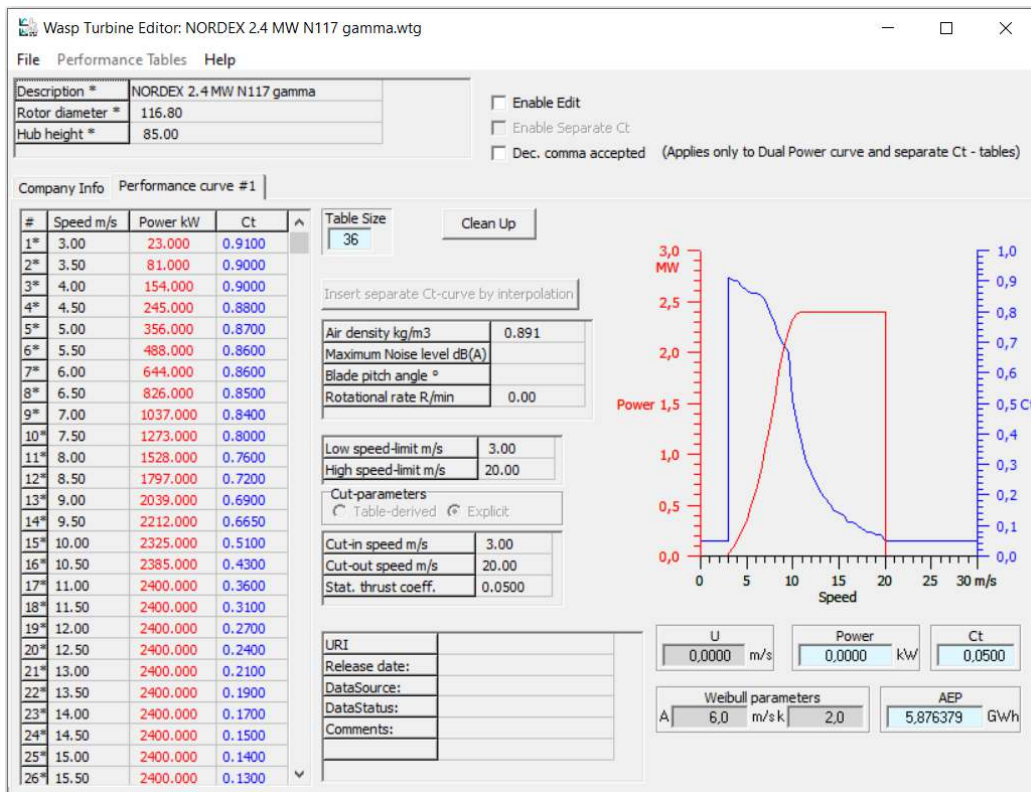 Wasp Turbine Editor: NORDEX 2.4 MW N117 gamma.wtg
File Performance Tables Help
Description * NORDEX 2.4 MW N117 gamma
Rotor diameter * 116.80
Hub height * 85.00
Enable Edit
Enable Separate Ct
Dec. comma accepted (Applies only to Dual Power curve and separate Ct - tables)
Company Info Performance curve #1
# Speed m/s Power kW Ct
1* 3.00 23.000 0.9100
2* 3.50 81.000 0.9000
3* 4.00 154.000 0.9000
4* 4.50 245.000 0.8800
5* 5.00 356.000 0.8700
6* 5.50 488.000 0.8600
7* 6.00 644.000 0.8600
8* 6.50 826.000 0.8500
9* 7.00 1037.000 0.8400
10* 7.50 1273.000 0.8000
11* 8.00 1528.000 0.7600
12* 8.50 1797.000 0.7200
13* 9.00 2039.000 0.6900
14* 9.50 2212.000 0.6650
15* 10.00 2325.000 0.5100
16* 10.50 2385.000 0.4300
17* 11.00 2400.000 0.3600
18* 11.50 2400.000 0.3100
19* 12.00 2400.000 0.2700
20* 12.50 2400.000 0.2400
21* 13.00 2400.000 0.2100
22* 13.50 2400.000 0.1900
23* 14.00 2400.000 0.1700
24* 14.50 2400.000 0.1500
25* 15.00 2400.000 0.1400
26* 15.50 2400.000 0.1300
Table Size
36
Clean Up
Insert separate Ct-curve by interpolation
Air density kg/m3 0.891
Maximum Noise level dB(A)
Blade pitch angle º
Rotational rate R/min 0.00
Low speed-limit m/s 3.00
High speed-limit m/s 20.00
Cut-parameters
Table-derived Explicit
Cut-in speed m/s 3.00
Cut-out speed m/s 20.00
Stat. thrust coeff. 0.0500
URI
Release date:
DataSource:
DataStatus:
Comments:
3,0
MW
2,5
2,0
Power 1,5
1,0
0,5
0,0
1,0
0,9
0,8
0,7
0,6
0,5 Ct
0,4
0,3
0,2
0,1
0,0
0 5 10 15 20 25 30 m/s
Speed
U
0,0000 m/s
Power
0,0000 kW
Ct
0,0500
Weibull parameters
A 6,0 m/s k 2,0
AEP
5,876379 GWh